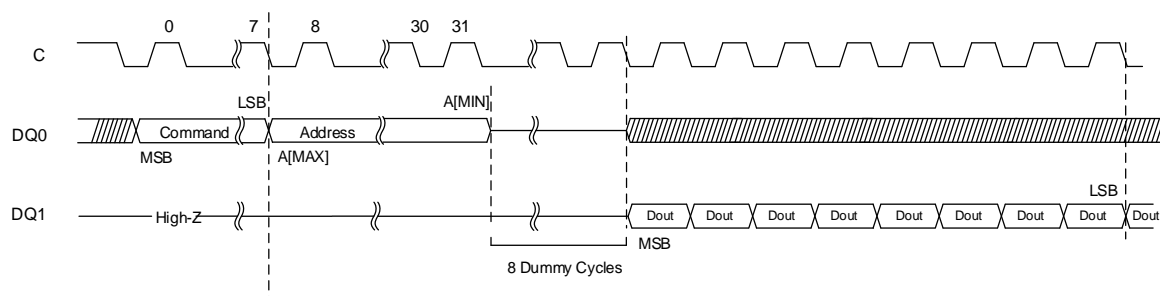 0 7 8 30 31
C
LSB A[MIN]
DQ0 Command Address
MSB A[MAX]
LSB
DQ1 High-Z Dout Dout Dout Dout Dout Dout Dout Dout Dout
MSB
8 Dummy Cycles